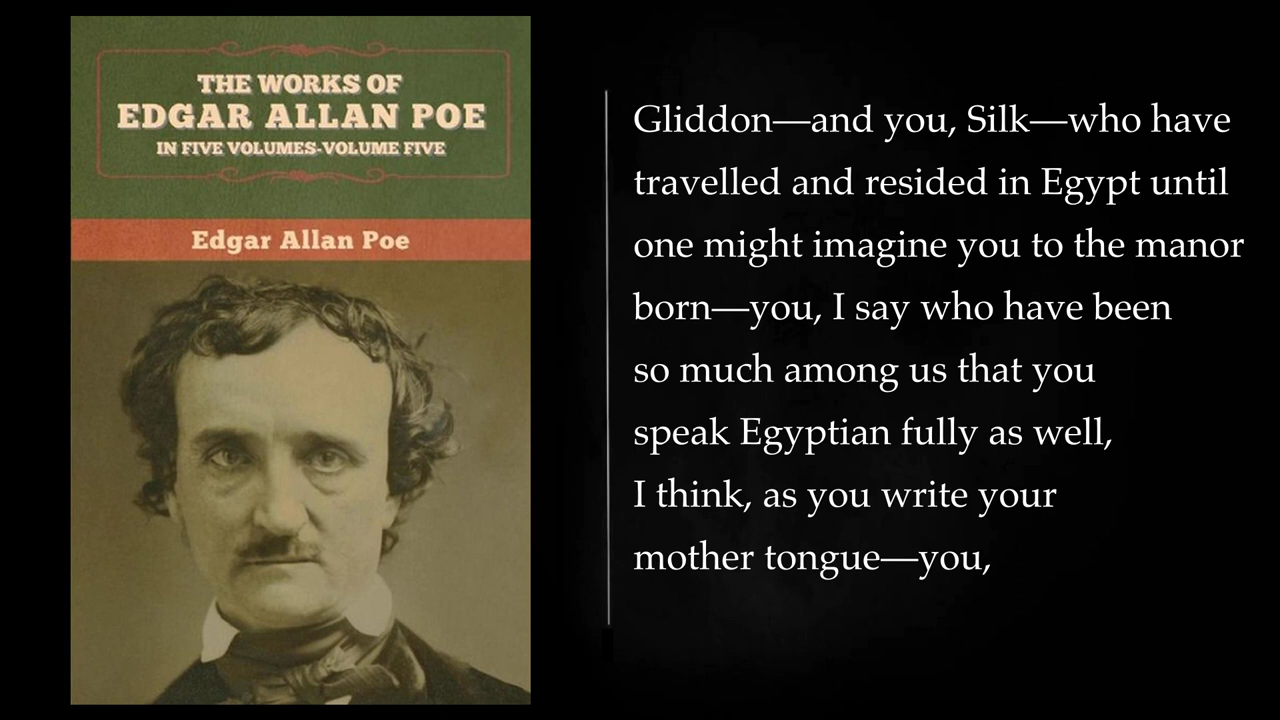 THE WORKS OF
EDGAR ALLAN POE
IN FIVE VOLUMES-VOLUME FIVE
Edgar Allan Poe
Gliddon—and you, Silk—who have
travelled and resided in Egypt until
one might imagine you to the manor
born—you, I say who have been
so much among us that you
speak Egyptian fully as well,
I think, as you write your
mother tongue—you,